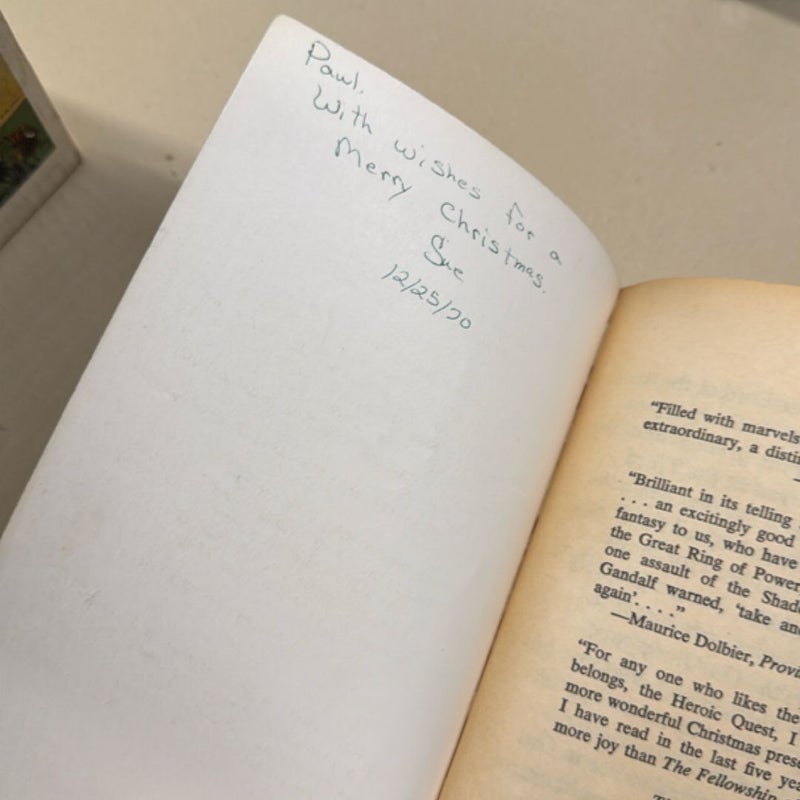 Paul,
With wishes for a
Merry Christmas.
Sue
12/25/70
"Filled with marvels
extraordinary, a disti
"Brilliant in its telling
. . . an excitingly good
fantasy to us, who have
the Great Ring of Power
one assault of the Shad
Gandalf warned, 'take an
again'. . . ."
—Maurice Dolbier, Provi
"For any one who likes the
belongs, the Heroic Quest, I
more wonderful Christmas prese
I have read in the last five yea
more joy than The Fellowship